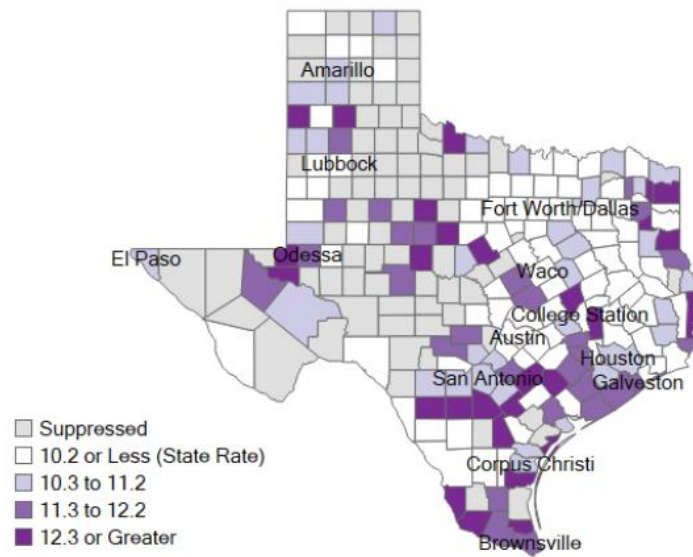 Amarillo
Lubbock
Fort Worth/Dallas
El Paso
Odessa
Waco
College Station
Austin
Houston
San Antonio
Galveston
Suppressed
10.2 or Less (State Rate)
10.3 to 11.2
Corpus Christi
11.3 to 12.2
12.3 or Greater
Brownsville